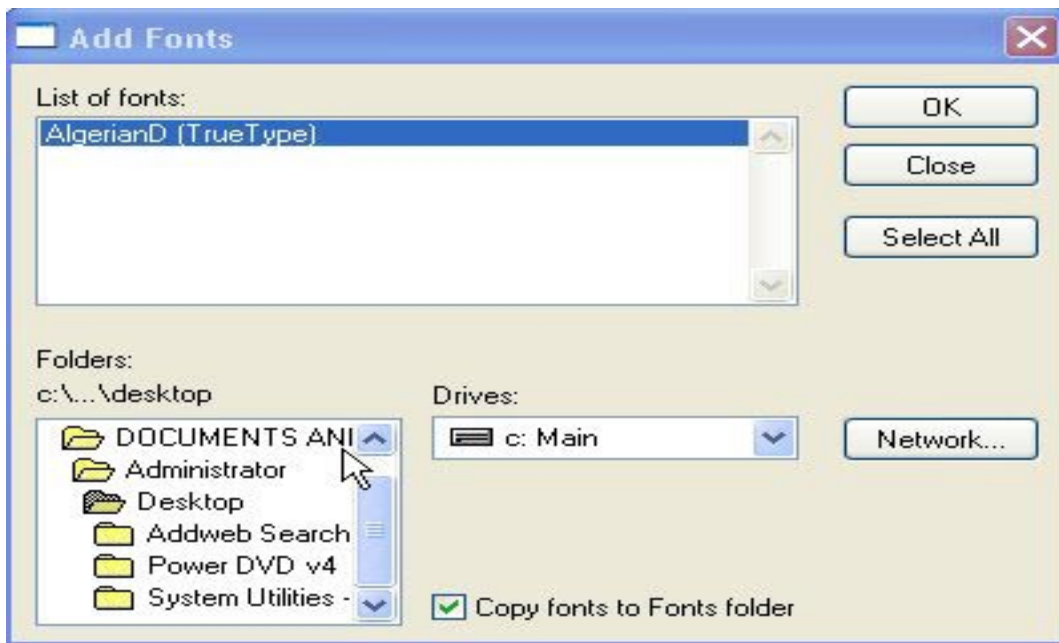 Add Fonts
List of fonts:
AlgerianD (TrueType)
OK
Close
Select All
Folders:
c:\...\desktop
DOCUMENTS AN
Administrator
Desktop
Addweb Search
Power DVD v4
System Utilities -
Drives:
c: Main
Network...
Copy fonts to Fonts folder